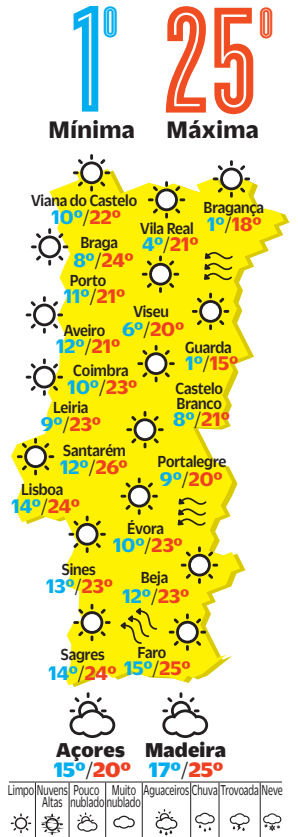 1º 25º
Mínima Máxima
Viana do Castelo
10º/22º
Bragança
1º/18º
Vila Real
4º/21º
Braga
8º/24º
Porto
11º/21º
Viseu
6º/20º
Aveiro
12º/21º
Guarda
1º/15º
Coimbra
10º/23º
Castelo
Branco
8º/21º
Leiria
9º/23º
Santarém
12º/26º
Portalegre
9º/20º
Lisboa
14º/24º
Évora
10º/23º
Sines
13º/23º
Beja
12º/23º
Sagres
14º/24º
Faro
15º/25º
Açores
15º/20º
Madeira
17º/25º
Limpo
Nuvens
Altas
Pouco
nublado
Muito
nublado
Aguaceiros
Chuva
Trovoada
Neve